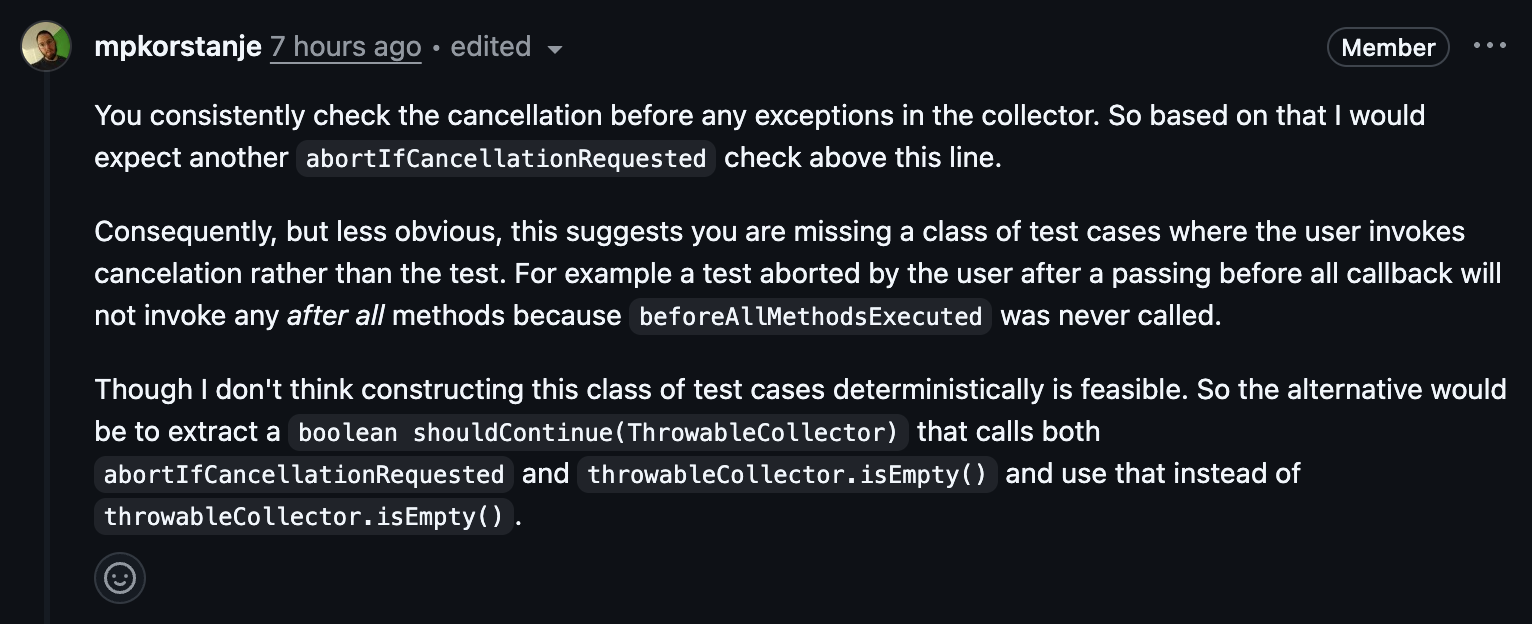 mpkorstanje 7 hours ago • edited
Member
You consistently check the cancellation before any exceptions in the collector. So based on that I would
expect another abortIfCancellationRequested check above this line.
Consequently, but less obvious, this suggests you are missing a class of test cases where the user invokes
cancelation rather than the test. For example a test aborted by the user after a passing before all callback will
not invoke any after all methods because beforeAllMethodsExecuted was never called.
Though I don't think constructing this class of test cases deterministically is feasible. So the alternative would
be to extract a boolean shouldContinue(ThrowableCollector) that calls both
abortIfCancellationRequested and throwableCollector.isEmpty() and use that instead of
throwableCollector.isEmpty().